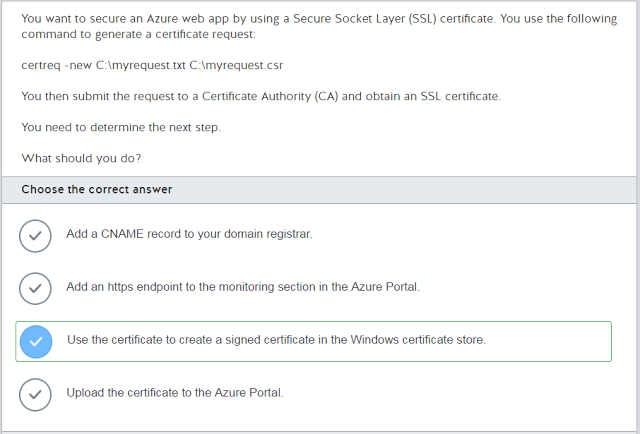 You want to secure an Azure web app by using a Secure Socket Layer (SSL) certificate. You use the following
command to generate a certificate request:
certreq -new C:\myrequest.txt C:\myrequest.csr
You then submit the request to a Certificate Authority (CA) and obtain an SSL certificate.
You need to determine the next step.
What should you do?
Choose the correct answer
Add a CNAME record to your domain registrar.
Add an https endpoint to the monitoring section in the Azure Portal.
Use the certificate to create a signed certificate in the Windows certificate store.
Upload the certificate to the Azure Portal.